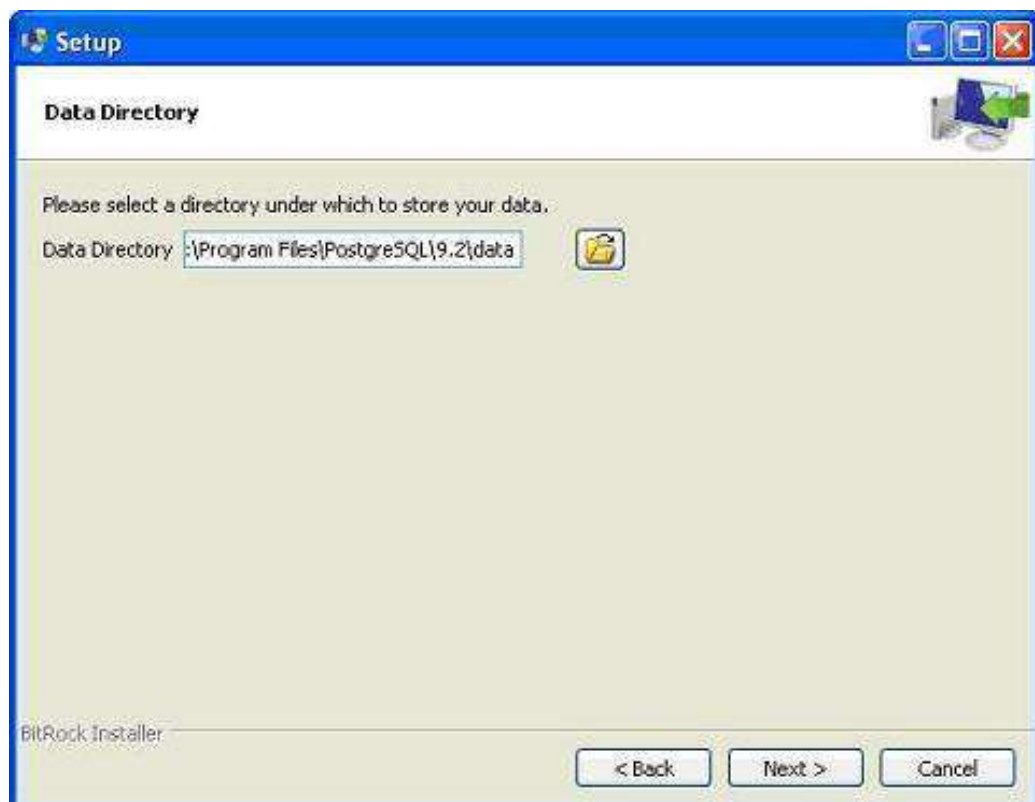 Setup
Data Directory
Please select a directory under which to store your data.
Data Directory :\Program Files\PostgreSQL\9.2\data
BitRock Installer
< Back Next > Cancel